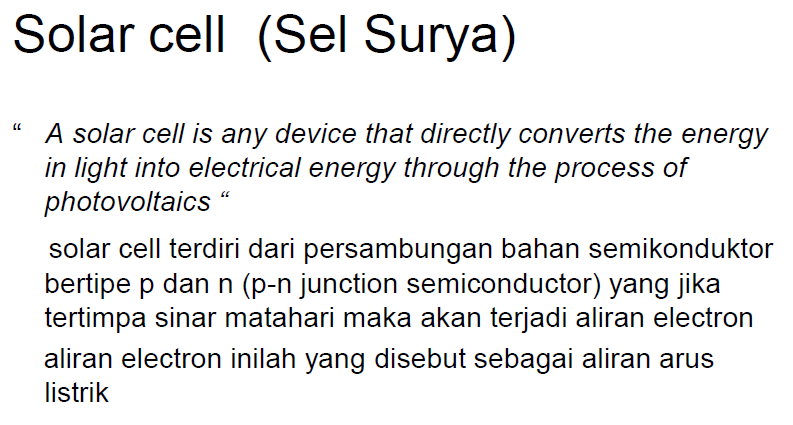 Solar cell  (Sel Surya)
“ A solar cell is any device that directly converts the energy
in light into electrical energy through the process of
photovoltaics “
solar cell terdiri dari persambungan bahan semikonduktor
bertipe p dan n (p-n junction semiconductor) yang jika
tertimpa sinar matahari maka akan terjadi aliran electron
aliran electron inilah yang disebut sebagai aliran arus
listrik